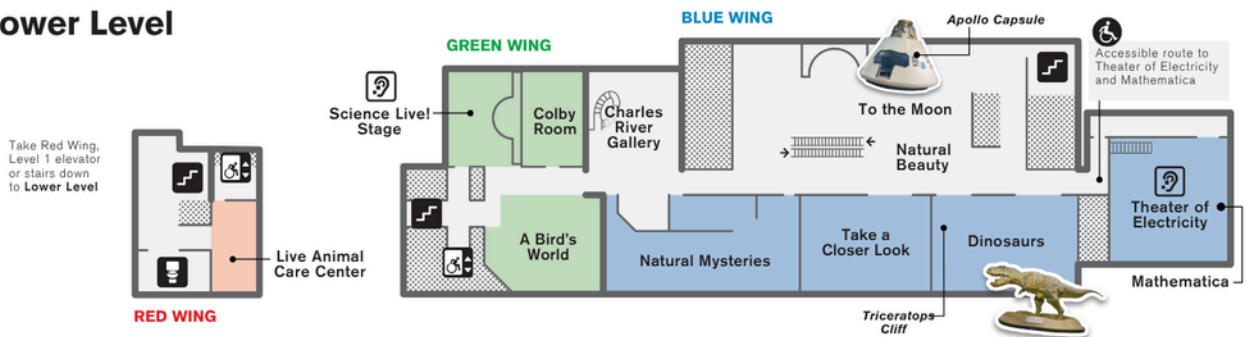 ower Level
BLUE WING
Apollo Capsule
GREEN WING
Accessible route to
Theater of Electricity
and Mathematica
Science Live!
Stage
Colby
Room
Charles
River
Gallery
To the Moon
Natural
Beauty
Take Red Wing,
Level 1 elevator
or stairs down
to Lower Level
Theater of
Electricity
A Bird's
World
Natural Mysteries
Take a
Closer Look
Dinosaurs
Live Animal
Care Center
Mathematica
RED WING
Triceratops
Cliff